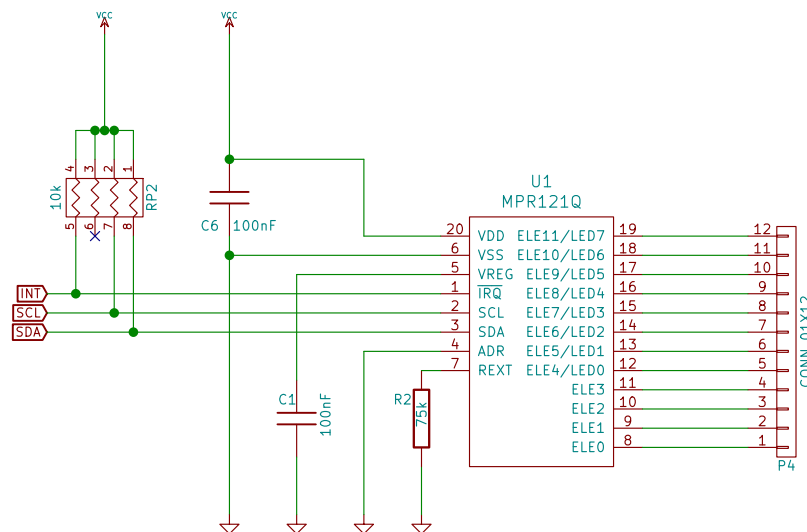 VCC VCC
4 3 2 1
10k RP2
5 6 7 8
C6 100nF
INT
SCL
SDA
C1 100nF
R2 75k
U1
MPR121Q
20 VDD ELE11/LED7 19 12
6 VSS ELE10/LED6 18 11
5 VREG ELE9/LED5 17 10
1 IRQ ELE8/LED4 16 9
2 SCL ELE7/LED3 15 8
3 SDA ELE6/LED2 14 7
4 ADR ELE5/LED1 13 6
7 REXT ELE4/LED0 12 5
ELE3 11 4
ELE2 10 3
ELE1 9 2
ELE0 8 1
CONN_01X12
P4